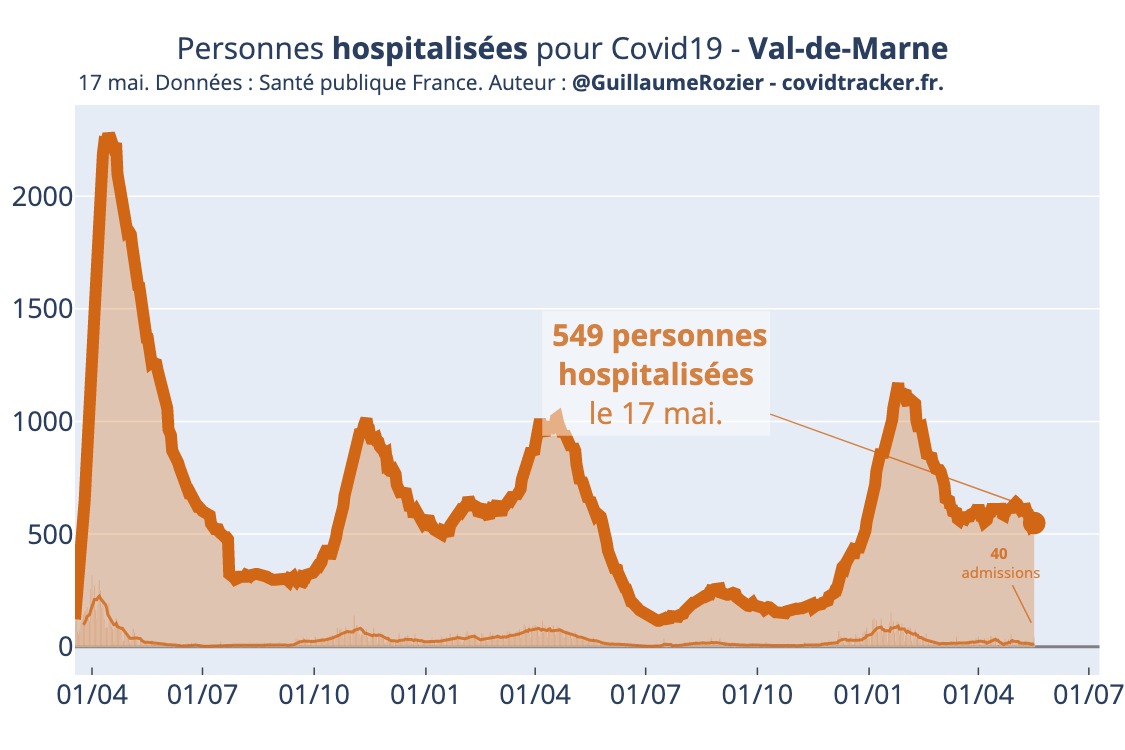 Personnes hospitalisées pour Covid19 - Val-de-Marne
17 mai. Données : Santé publique France. Auteur : @GuillaumeRozier - covidtracker.fr.
2000
1500
1000
500
0
549 personnes
hospitalisées
le 17 mai.
40
admissions
01/04 01/07 01/10 01/01 01/04 01/07 01/10 01/01 01/04 01/07